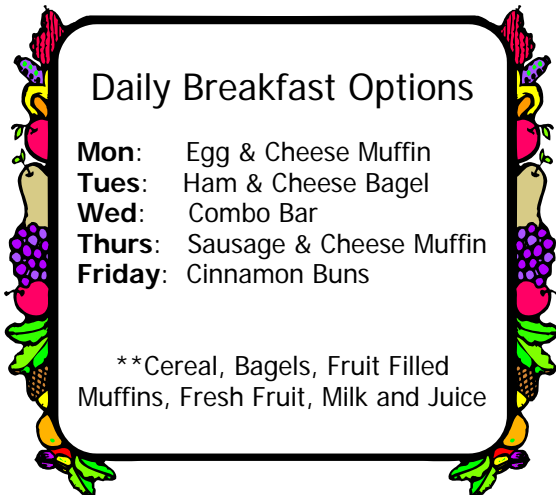 Daily Breakfast Options
Mon: Egg & Cheese Muffin
Tues: Ham & Cheese Bagel
Wed: Combo Bar
Thurs: Sausage & Cheese Muffin
Friday: Cinnamon Buns
**Cereal, Bagels, Fruit Filled
Muffins, Fresh Fruit, Milk and Juice